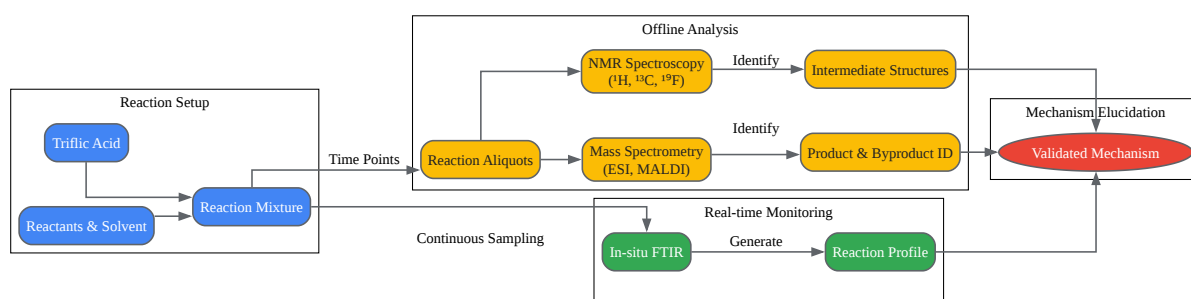 Offline Analysis
NMR Spectroscopy
(¹H, ¹³C, ¹⁹F)
Identify
Intermediate Structures
Reaction Setup
Triflic Acid
Reactants & Solvent
Reaction Mixture
Time Points
Reaction Aliquots
Mass Spectrometry
(ESI, MALDI)
Identify
Product & Byproduct ID
Mechanism Elucidation
Validated Mechanism
Continuous Sampling
Real-time Monitoring
In-situ FTIR
Generate
Reaction Profile